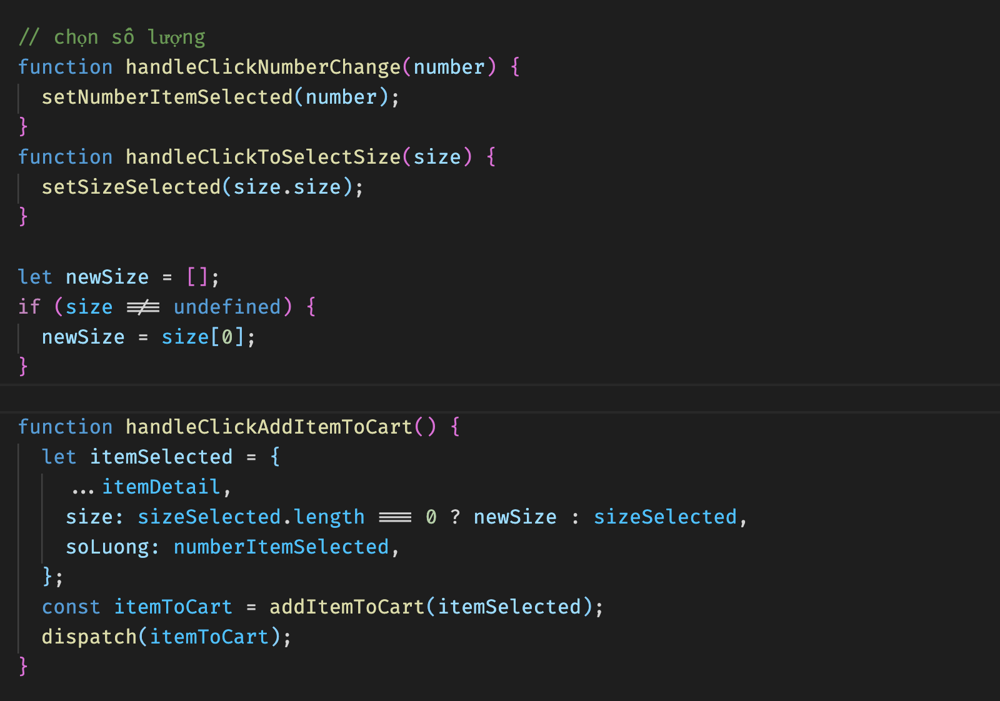 // chọn số lượng
function handleClickNumberChange(number) {
  setNumberItemSelected(number);
}
function handleClickToSelectSize(size) {
  setSizeSelected(size.size);
}

let newSize = [];
if (size !== undefined) {
  newSize = size[0];
}

function handleClickAddItemToCart() {
  let itemSelected = {
    ...itemDetail,
    size: sizeSelected.length === 0 ? newSize : sizeSelected,
    soLuong: numberItemSelected,
  };
  const itemToCart = addItemToCart(itemSelected);
  dispatch(itemToCart);
}